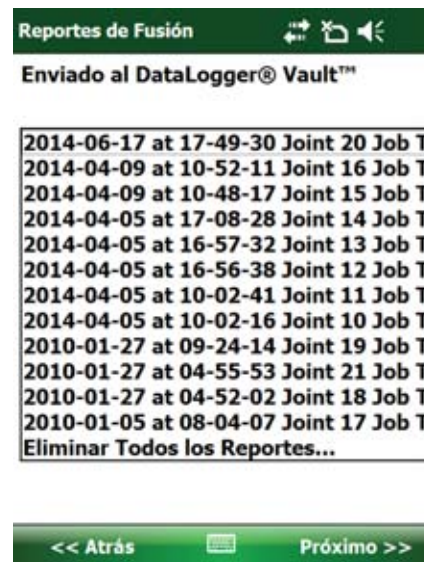 Reportes de Fusión
Enviado al DataLogger® Vault™
2014-06-17 at 17-49-30 Joint 20 Job T
2014-04-09 at 10-52-11 Joint 16 Job T
2014-04-09 at 10-48-17 Joint 15 Job T
2014-04-05 at 17-08-28 Joint 14 Job T
2014-04-05 at 16-57-32 Joint 13 Job T
2014-04-05 at 16-56-38 Joint 12 Job T
2014-04-05 at 10-02-41 Joint 11 Job T
2014-04-05 at 10-02-16 Joint 10 Job T
2010-01-27 at 09-24-14 Joint 19 Job T
2010-01-27 at 04-55-53 Joint 21 Job T
2010-01-27 at 04-52-02 Joint 18 Job T
2010-01-05 at 08-04-07 Joint 17 Job T
Eliminar Todos los Reportes...
<< Atrás Próximo >>